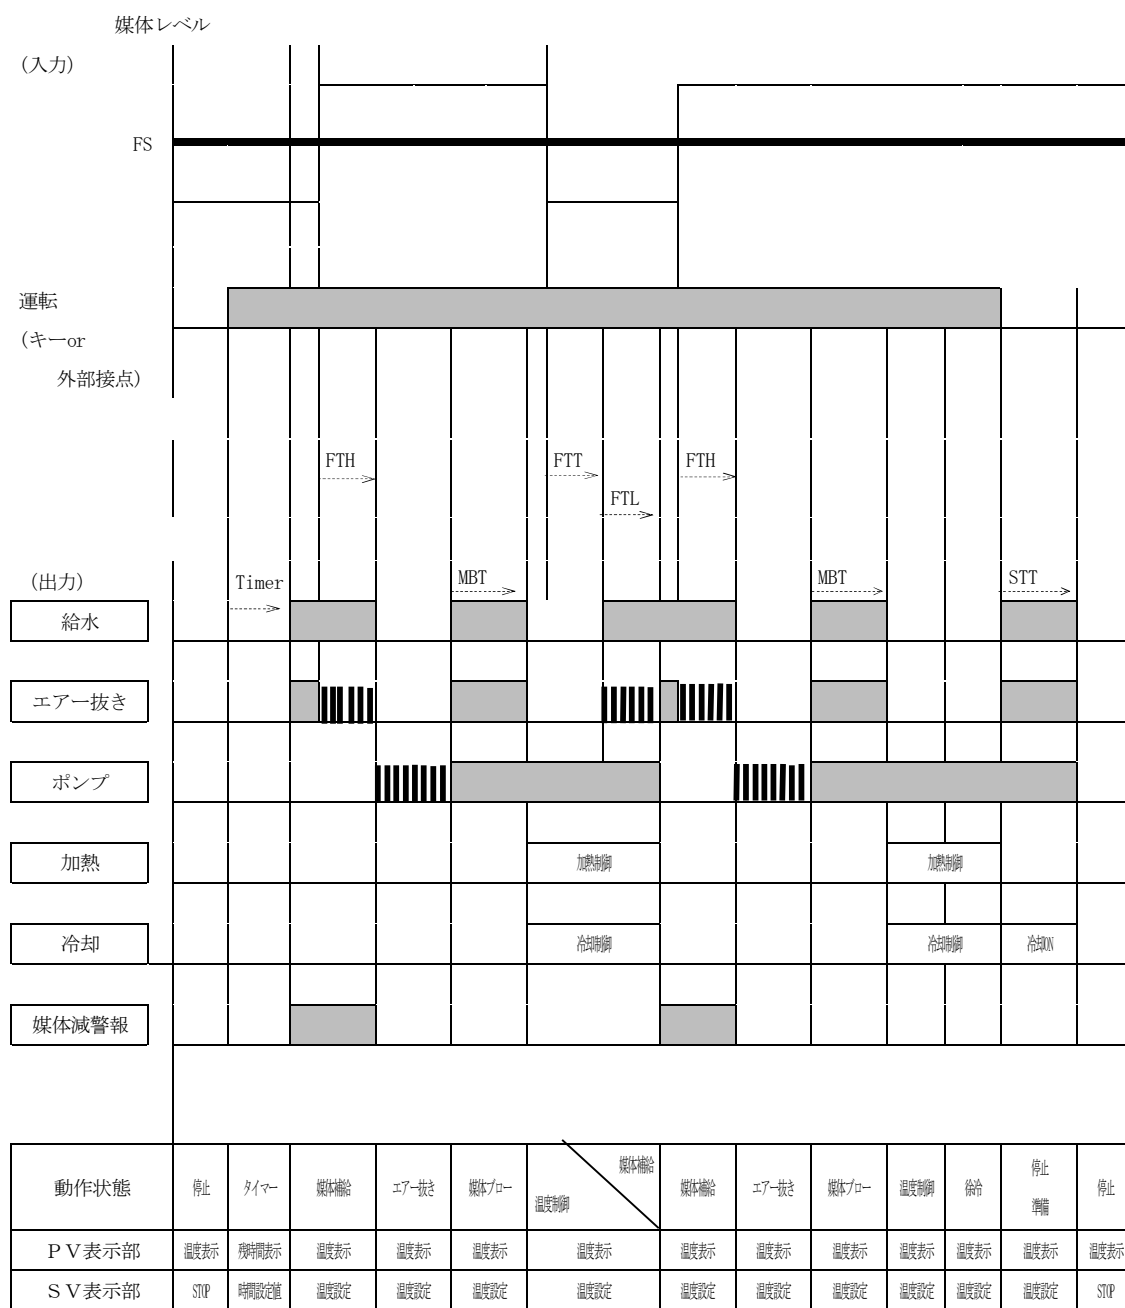 媒体レベル
(入力)
FS
運転
(キーor
外部接点)
FTH
FTT
FTH
FTL
(出力)
Timer
MBT
MBT
STT
給水
エアー抜き
ポンプ
加熱
加熱制御
加熱制御
冷却
冷却制御
冷却制御
冷却ON
媒体減警報
動作状態
停止
タイマー
媒体補給
エアー抜き
媒体ブロー
媒体補給
温度制御
媒体補給
エアー抜き
媒体ブロー
温度制御
徐冷
停止
準備
停止
ＰＶ表示部
温度表示
残時間表示
温度表示
温度表示
温度表示
温度表示
温度表示
温度表示
温度表示
温度表示
温度表示
温度表示
温度表示
ＳＶ表示部
STOP
時間設定値
温度設定
温度設定
温度設定
温度設定
温度設定
温度設定
温度設定
温度設定
温度設定
温度設定
STOP